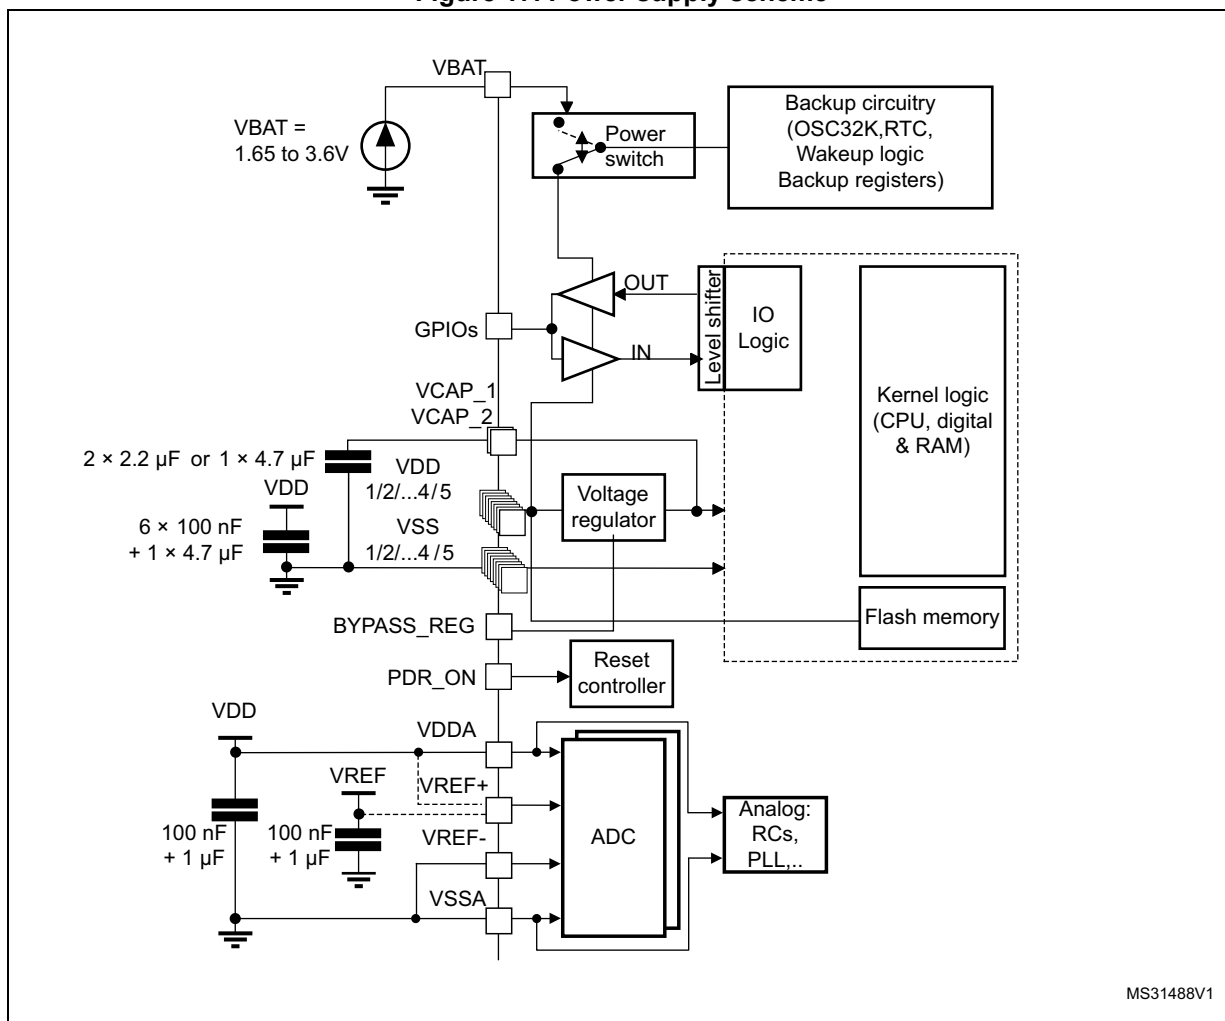 VBAT
VBAT =
1.65 to 3.6V
Power
switch
Backup circuitry
(OSC32K,RTC,
Wakeup logic
Backup registers)
OUT
GPIOs
IN
Level shifter
IO
Logic
Kernel logic
(CPU, digital
& RAM)
VCAP_1
VCAP_2
2 × 2.2 µF or 1 × 4.7 µF
VDD
1/2/...4/5
VDD
6 × 100 nF
+ 1 × 4.7 µF
VSS
1/2/...4/5
Voltage
regulator
Flash memory
BYPASS_REG
PDR_ON
Reset
controller
VDD
VDDA
VREF
VREF+
100 nF
+ 1 µF
100 nF
+ 1 µF
VREF-
VSSA
ADC
Analog:
RCs,
PLL,..
MS31488V1